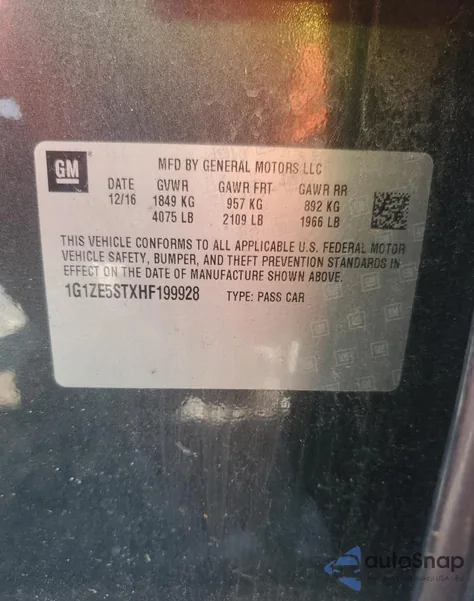 GM
MFD BY GENERAL MOTORS LLC
DATE GVWR GAWR FRT GAWR RR
12/16 1849 KG 957 KG 892 KG
4075 LB 2109 LB 1966 LB
THIS VEHICLE CONFORMS TO ALL APPLICABLE U.S. FEDERAL MOTOR
VEHICLE SAFETY, BUMPER, AND THEFT PREVENTION STANDARDS IN
EFFECT ON THE DATE OF MANUFACTURE SHOWN ABOVE.
1G1ZE5STXHF199928 TYPE: PASS CAR
autoSnap